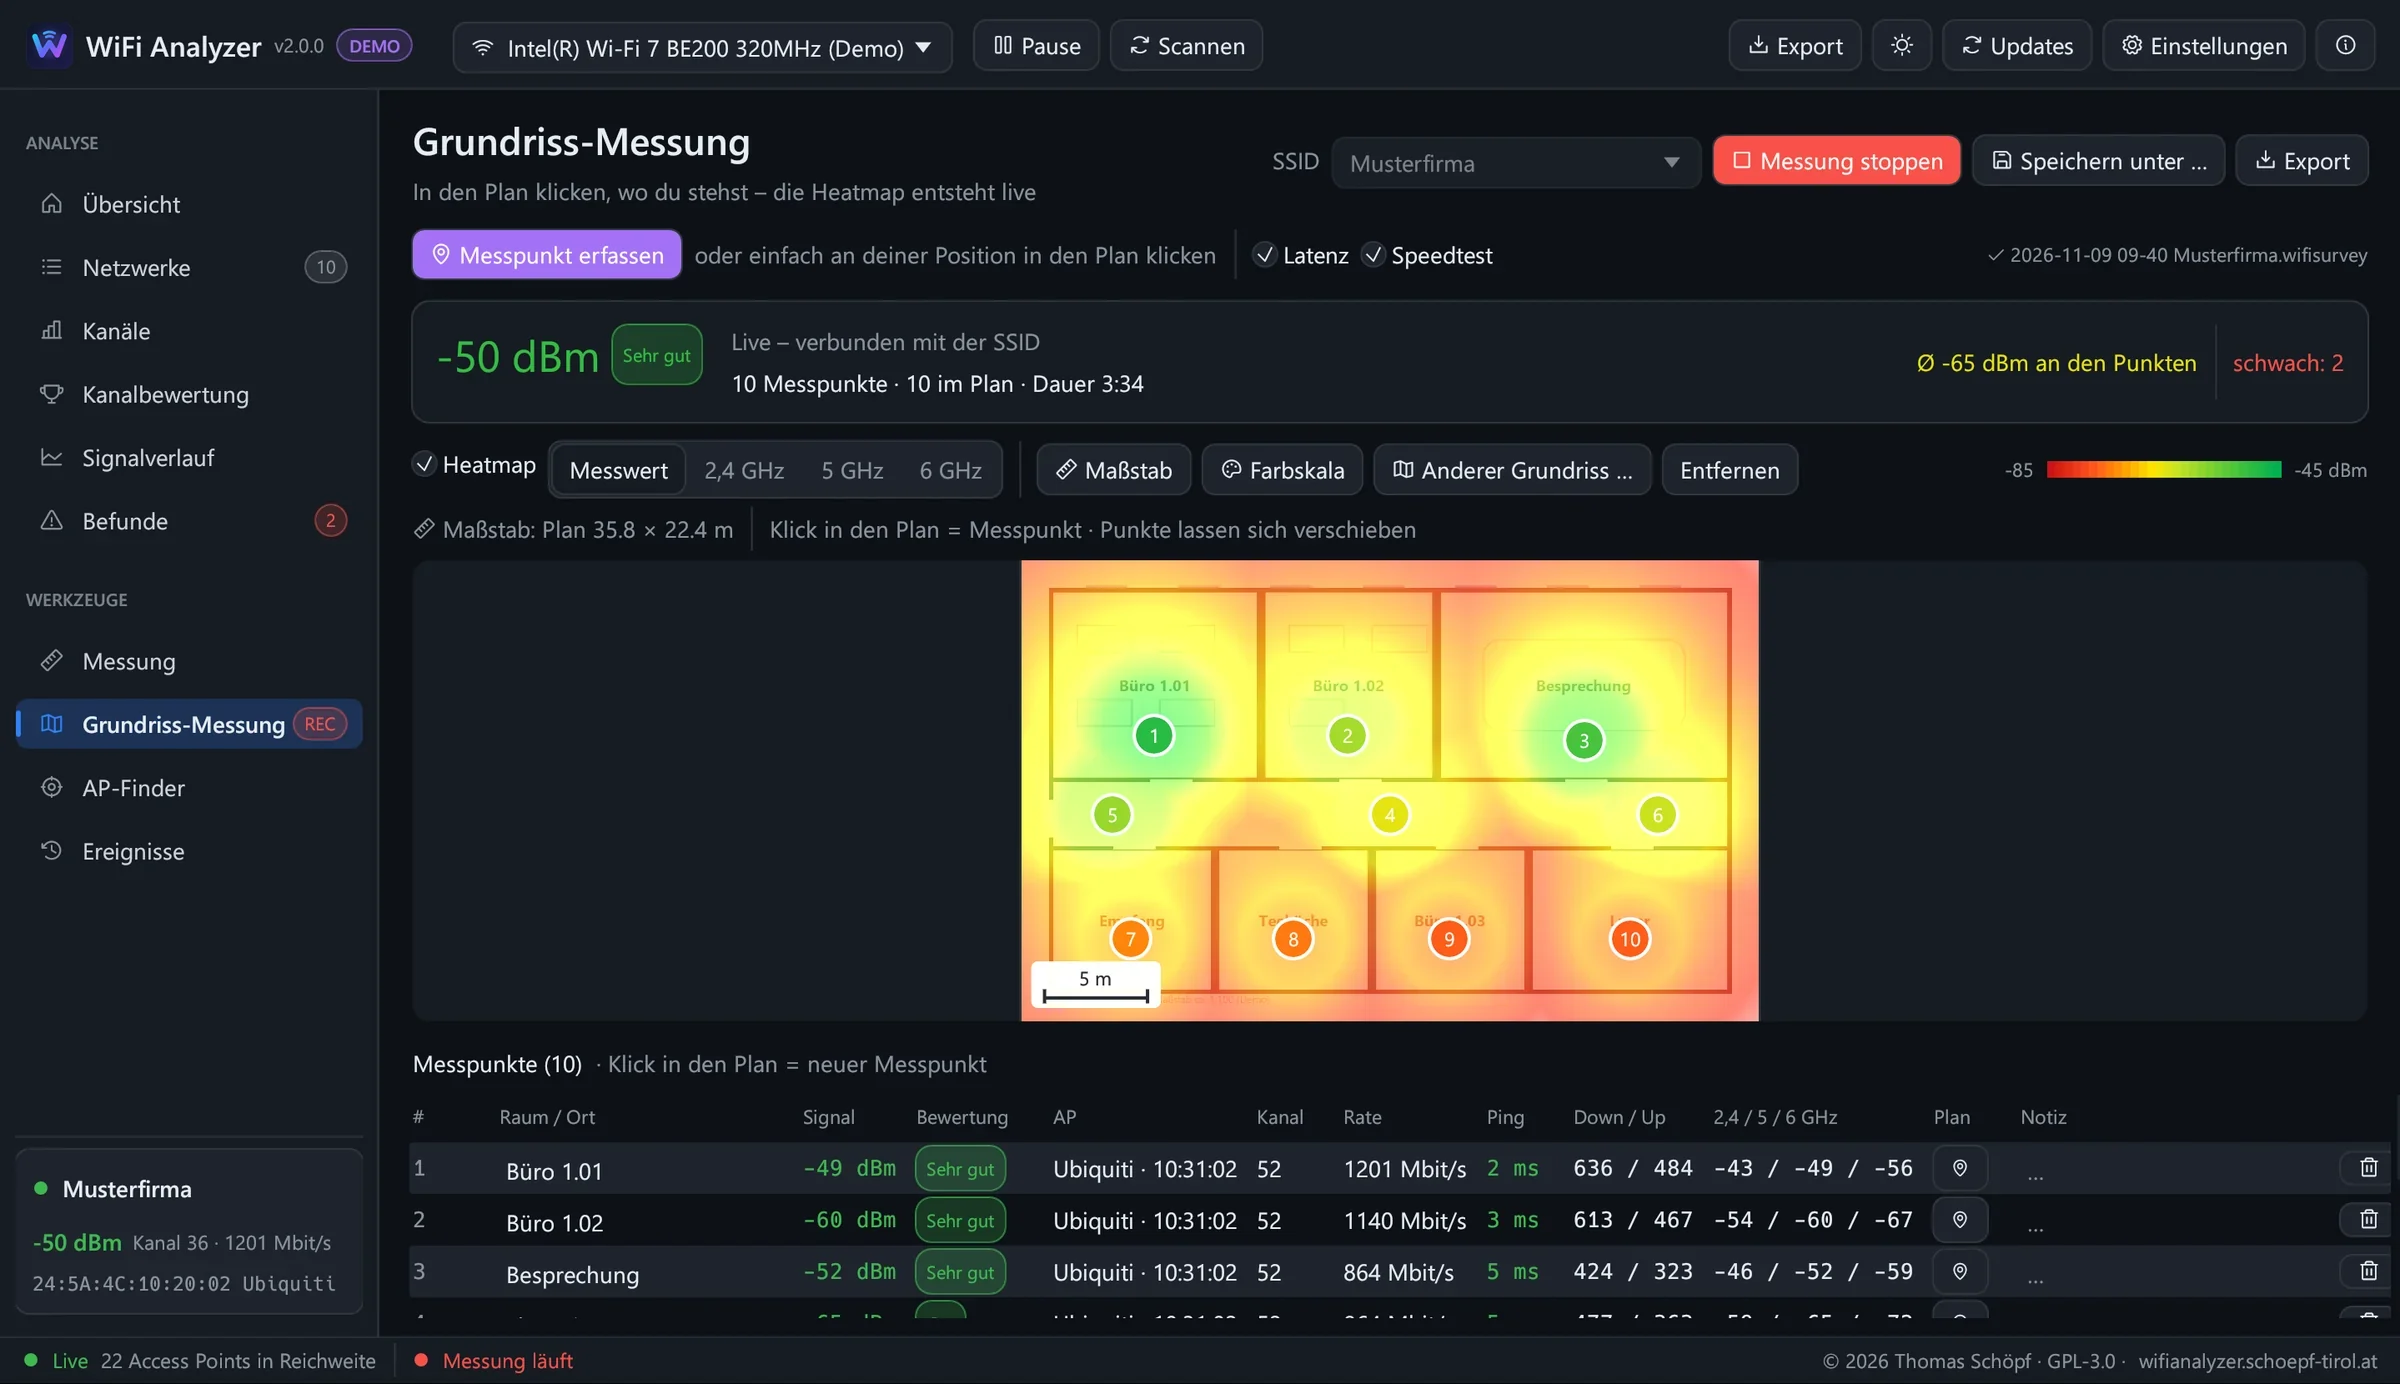 WiFi Analyzer v2.0.0 DEMO
Intel(R) Wi-Fi 7 BE200 320MHz (Demo)
Pause
Scannen
Export
Updates
Einstellungen
ANALYSE
Übersicht
Netzwerke 10
Kanäle
Kanalbewertung
Signalverlauf
Befunde 2
WERKZEUGE
Messung
Grundriss-Messung REC
AP-Finder
Ereignisse
Musterfirma
-50 dBm Kanal 36 · 1201 Mbit/s
24:5A:4C:10:20:02 Ubiquiti
Grundriss-Messung
In den Plan klicken, wo du stehst – die Heatmap entsteht live
SSID Musterfirma
Messung stoppen
Speichern unter ...
Export
Messpunkt erfassen oder einfach an deiner Position in den Plan klicken
Latenz Speedtest
2026-11-09 09-40 Musterfirma.wifisurvey
-50 dBm Sehr gut
Live – verbunden mit der SSID
10 Messpunkte · 10 im Plan · Dauer 3:34
Ø -65 dBm an den Punkten
schwach: 2
Heatmap Messwert 2,4 GHz 5 GHz 6 GHz
Maßstab
Farbskala
Anderer Grundriss ...
Entfernen
-85 -45 dBm
Maßstab: Plan 35.8 × 22.4 m
Klick in den Plan = Messpunkt · Punkte lassen sich verschieben
Büro 1.01 Büro 1.02 Besprechung
1 2 3
5 4 6
7 8 9 10
5 m
Messpunkte (10) · Klick in den Plan = neuer Messpunkt
# Raum / Ort Signal Bewertung AP Kanal Rate Ping Down / Up 2,4 / 5 / 6 GHz Plan Notiz
1 Büro 1.01 -49 dBm Sehr gut Ubiquiti · 10:31:02 52 1201 Mbit/s 2 ms 636 / 484 -43 / -49 / -56 ...
2 Büro 1.02 -60 dBm Sehr gut Ubiquiti · 10:31:02 52 1140 Mbit/s 3 ms 613 / 467 -54 / -60 / -67 ...
3 Besprechung -52 dBm Sehr gut Ubiquiti · 10:31:02 52 864 Mbit/s 5 ms 424 / 323 -46 / -52 / -59 ...
Live 22 Access Points in Reichweite
Messung läuft
© 2026 Thomas Schöpf · GPL-3.0 · wifianalyzer.schoepf-tirol.at